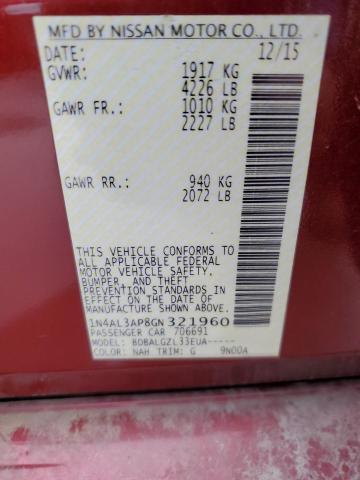 MFD BY NISSAN MOTOR CO., LTD.
DATE: 12/15
GVWR: 1917 KG
4226 LB
GAWR FR.: 1010 KG
2227 LB
GAWR RR.: 940 KG
2072 LB
THIS VEHICLE CONFORMS TO
ALL APPLICABLE FEDERAL
MOTOR VEHICLE SAFETY,
BUMPER, AND THEFT
PREVENTION STANDARDS IN
EFFECT ON THE DATE OF
MANUFACTURE SHOWN ABOVE.
1N4AL3AP8GN321960
PASSENGER CAR 706691
MODEL: BDBALGZL33EUA-----
COLOR: NAH TRIM: G 9N00A